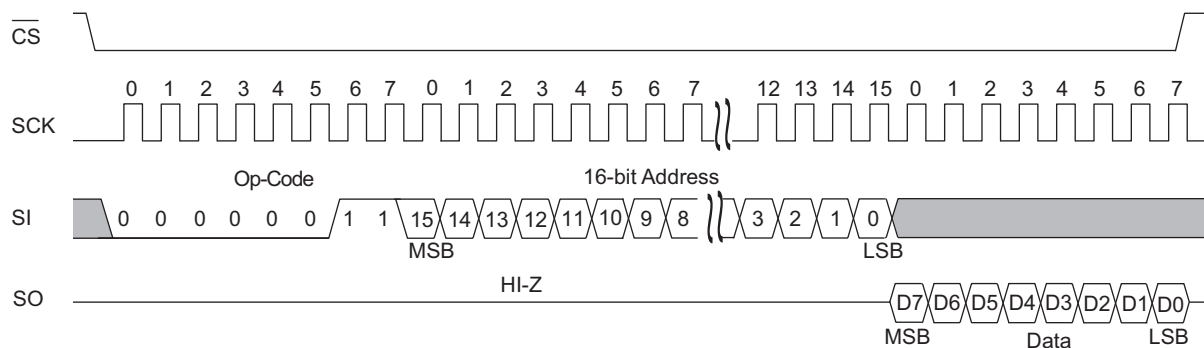 CS
0 1 2 3 4 5 6 7 0 1 2 3 4 5 6 7 12 13 14 15 0 1 2 3 4 5 6 7
SCK
Op-Code 16-bit Address
SI 0 0 0 0 0 0 1 1 15 14 13 12 11 10 9 8 3 2 1 0
MSB LSB
HI-Z
SO D7 D6 D5 D4 D3 D2 D1 D0
MSB Data LSB